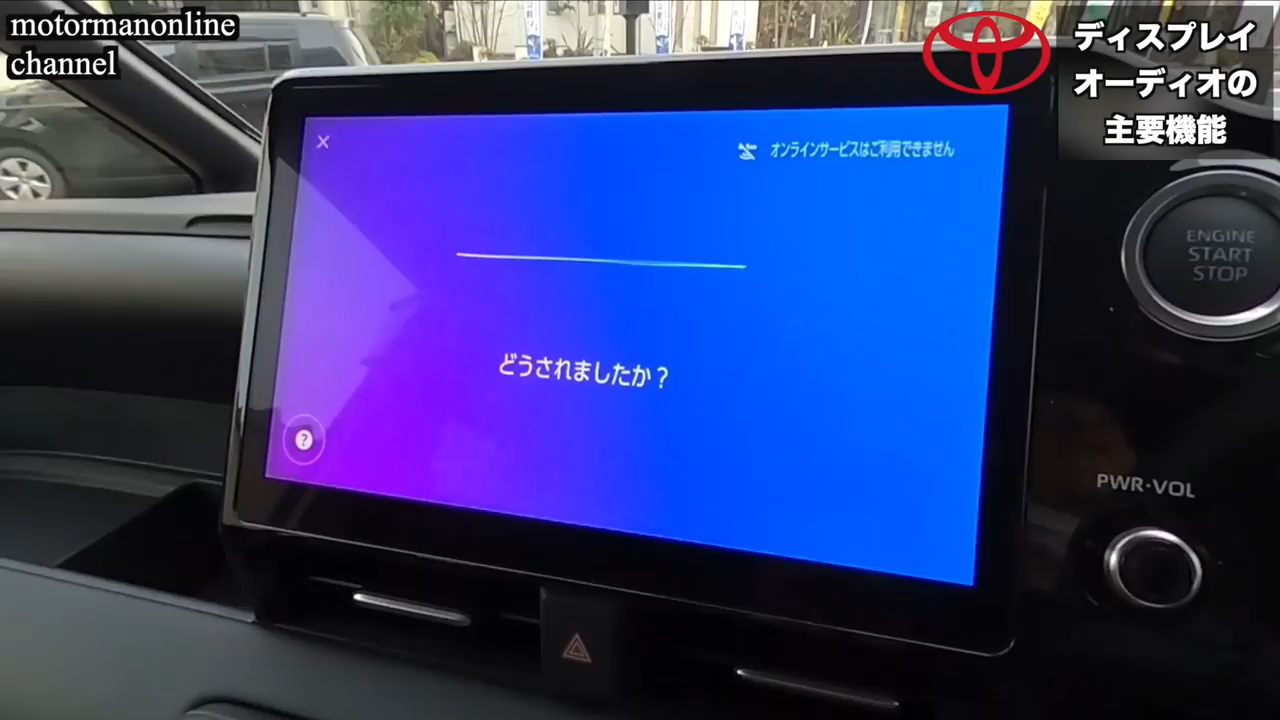 motormanonline
channel
ディスプレイ
オーディオの
主要機能
オンラインサービスはご利用できません
どうされましたか？
?
ENGINE
START
STOP
PWR·VOL